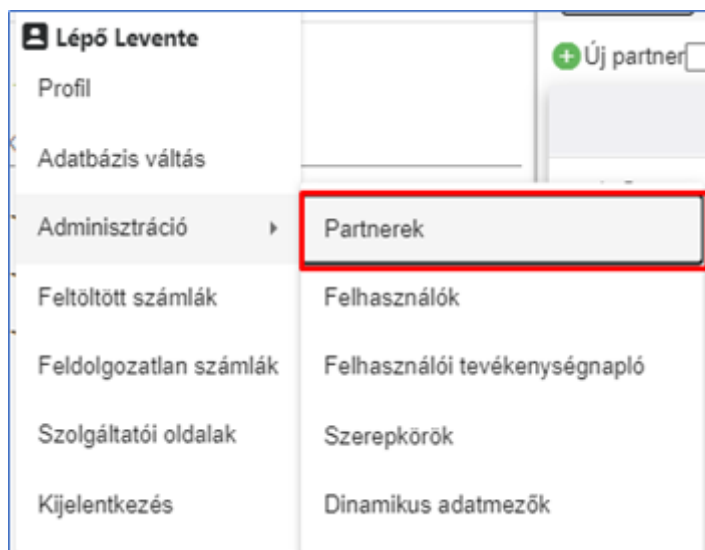 Lépő Levente
Új partner
Profil
Adatbázis váltás
Adminisztráció
Partnerek
Feltöltött számlák
Felhasználók
Feldolgozatlan számlák
Felhasználói tevékenységnapló
Szolgáltatói oldalak
Szerepkörök
Kijelentkezés
Dinamikus adatmezők